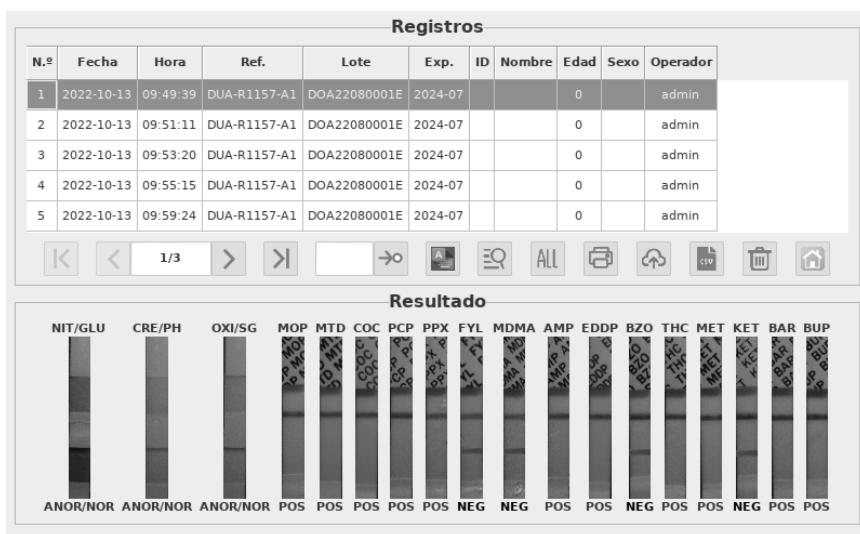 Registros
N.º Fecha Hora Ref. Lote Exp. ID Nombre Edad Sexo Operador
1 2022-10-13 09:49:39 DUA-R1157-A1 DOA22080001E 2024-07 0 admin
2 2022-10-13 09:51:11 DUA-R1157-A1 DOA22080001E 2024-07 0 admin
3 2022-10-13 09:53:20 DUA-R1157-A1 DOA22080001E 2024-07 0 admin
4 2022-10-13 09:55:15 DUA-R1157-A1 DOA22080001E 2024-07 0 admin
5 2022-10-13 09:59:24 DUA-R1157-A1 DOA22080001E 2024-07 0 admin
1/3 A ALL CSV
Resultado
NIT/GLU CRE/PH OXI/SG MOP MTD COC PCP PPX FYL MDMA AMP EDDP BZO THC MET KET BAR BUP
ANOR/NOR ANOR/NOR ANOR/NOR POS POS POS POS POS NEG NEG POS POS NEG POS POS NEG POS POS